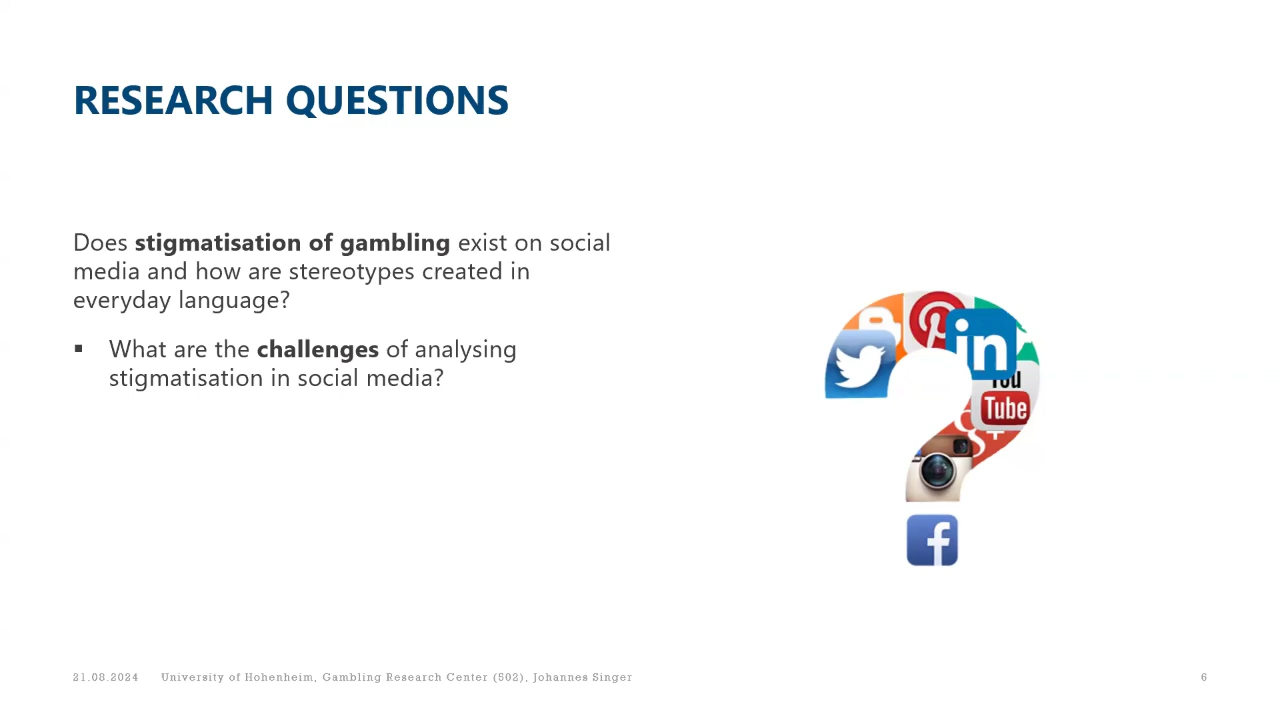 RESEARCH QUESTIONS
Does stigmatisation of gambling exist on social
media and how are stereotypes created in
everyday language?
▪ What are the challenges of analysing
stigmatisation in social media?
in
You
Tube
g+
f
21.08.2024 University of Hohenheim, Gambling Research Center (502), Johannes Singer
6